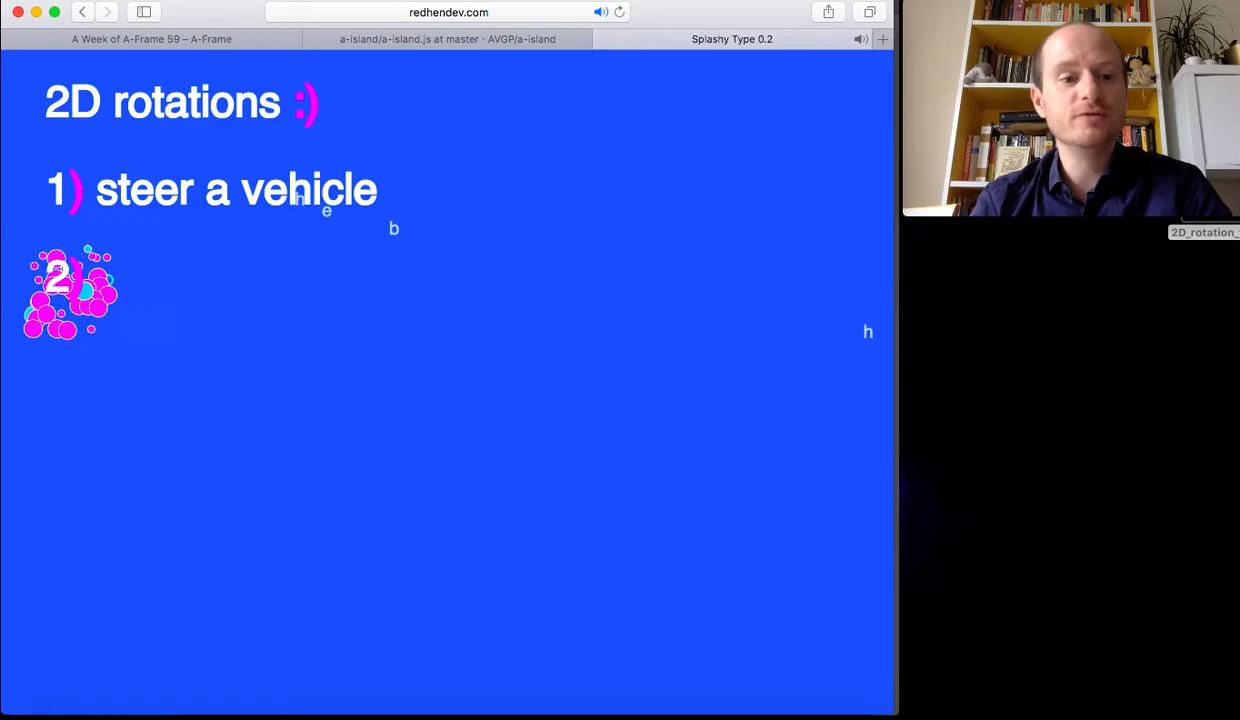 redhendev.com
A Week of A-Frame 59 – A-Frame
a-island/a-island.js at master · AVGP/a-island
Splashy Type 0.2
2D rotations :)
1) steer a vehicle
h
e
b
2)
h
2D_rotation_